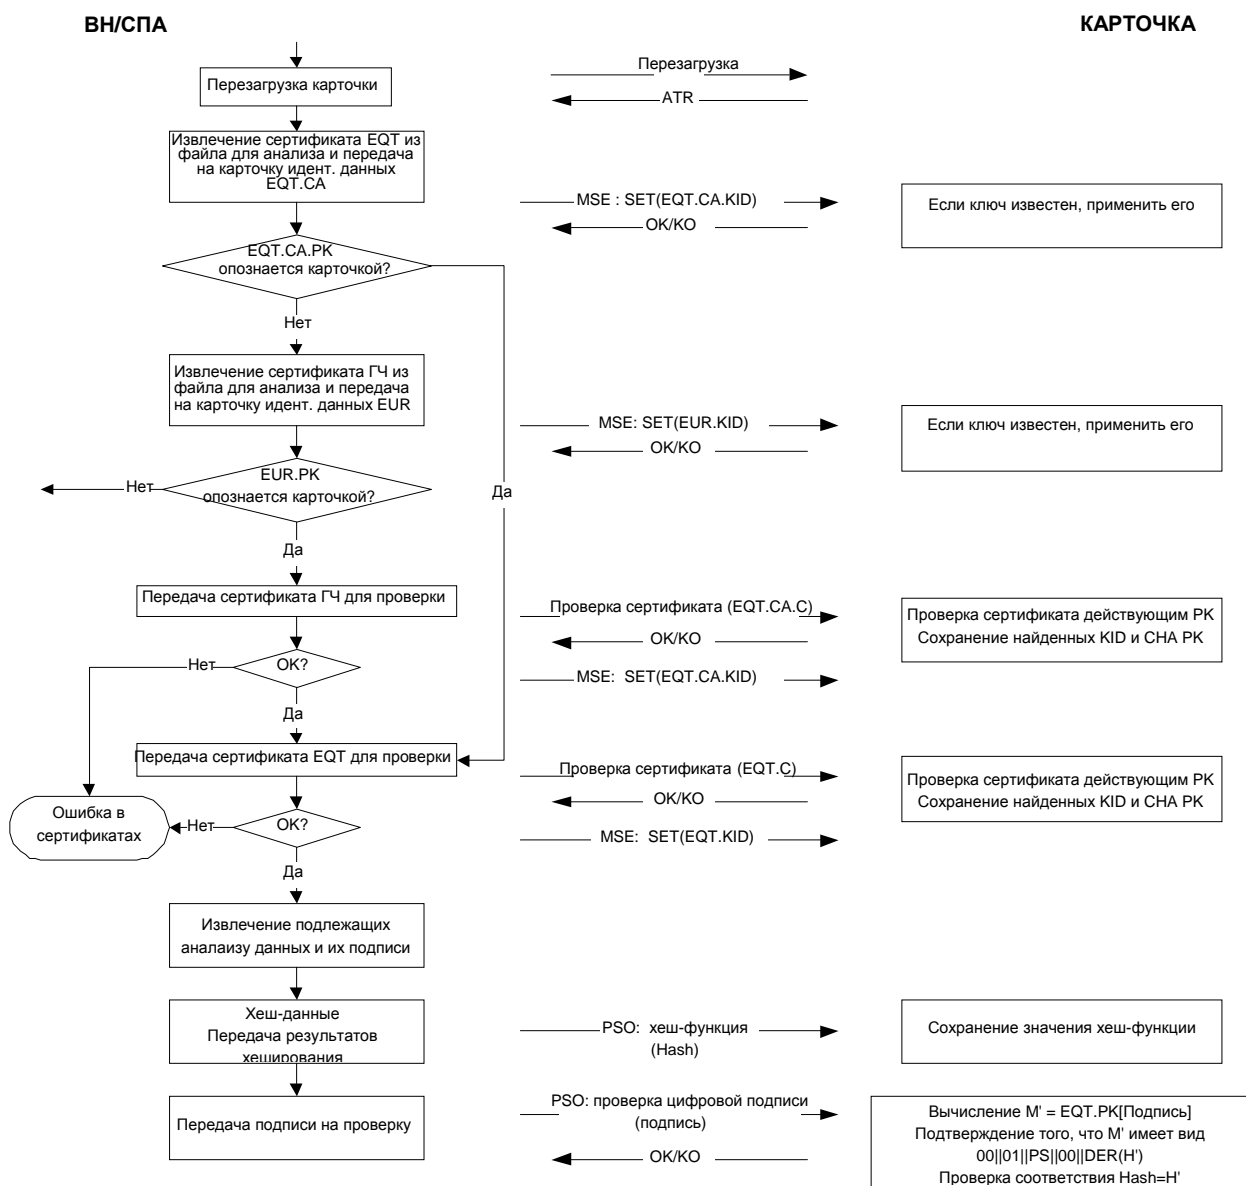 ВН/СПА
КАРТОЧКА
Перезагрузка карточки
Перезагрузка
ATR
Извлечение сертификата EQT из
файла для анализа и передача
на карточку идент. данных
EQT.CA
MSE : SET(EQT.CA.KID)
OK/KO
Если ключ известен, применить его
EQT.CA.PK
опознается карточкой?
Нет
Извлечение сертификата ГЧ из
файла для анализа и передача
на карточку идент. данных EUR
MSE: SET(EUR.KID)
OK/KO
Если ключ известен, применить его
EUR.PK
опознается карточкой?
Нет
Да
Да
Передача сертификата ГЧ для проверки
Проверка сертификата (EQT.CA.C)
OK/KO
MSE: SET(EQT.CA.KID)
Проверка сертификата действующим PK
Сохранение найденных KID и CHA PK
OK?
Нет
Да
Передача сертификата EQT для проверки
Проверка сертификата (EQT.C)
OK/KO
MSE: SET(EQT.KID)
Проверка сертификата действующим PK
Сохранение найденных KID и CHA PK
Ошибка в
сертификатах
Нет
OK?
Да
Извлечение подлежащих
аналаизу данных и их подписи
Хеш-данные
Передача результатов
хеширования
PSO: хеш-функция
(Hash)
Сохранение значения хеш-функции
Передача подписи на проверку
PSO: проверка цифровой подписи
(подпись)
OK/KO
Вычисление M' = EQT.PK[Подпись]
Подтверждение того, что M' имеет вид
00||01||PS||00||DER(H')
Проверка соответствия Hash=H'